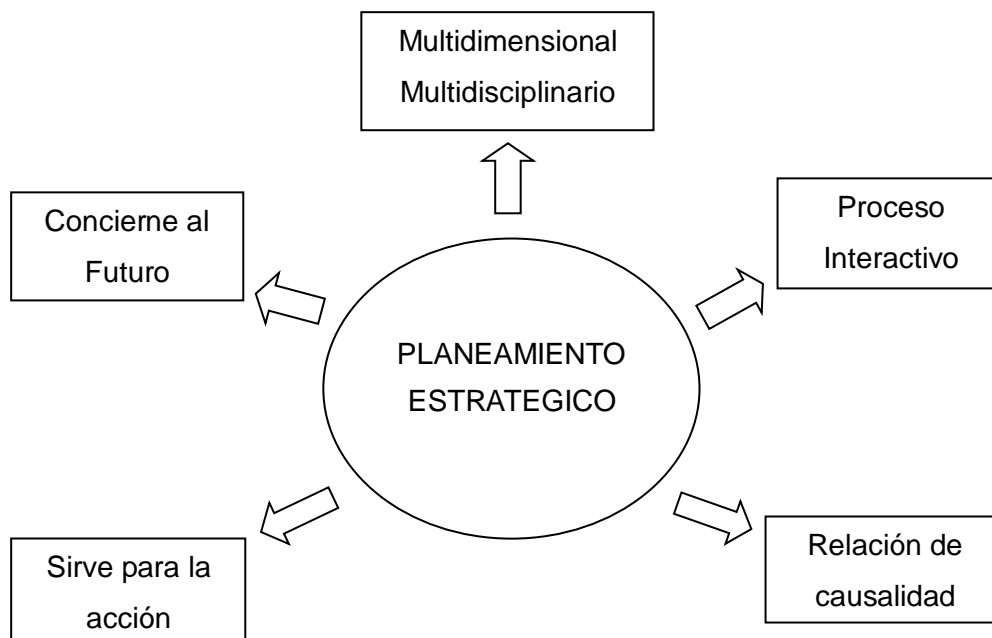 Multidimensional
Multidisciplinario
Concierne al
Futuro
Proceso
Interactivo
PLANEAMIENTO
ESTRATEGICO
Sirve para la
acción
Relación de
causalidad